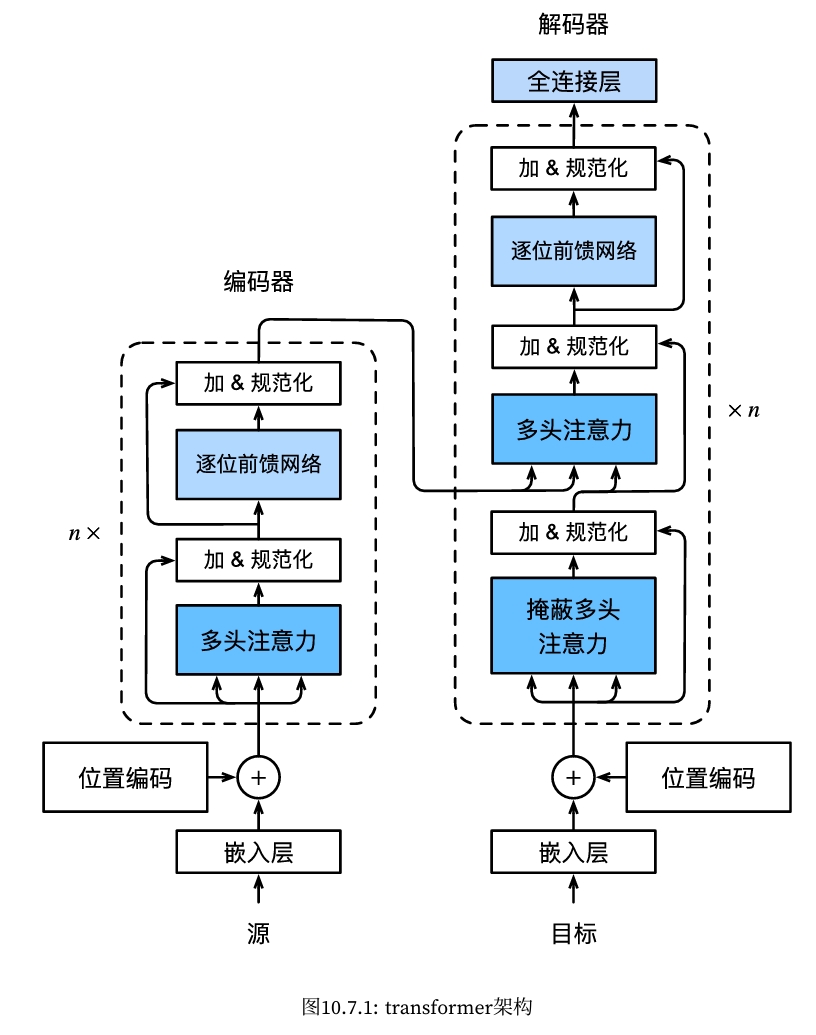 解码器
全连接层
加 & 规范化
逐位前馈网络
加 & 规范化
多头注意力
× n
加 & 规范化
掩蔽多头
注意力
位置编码
+
嵌入层
目标
编码器
加 & 规范化
逐位前馈网络
n ×
加 & 规范化
多头注意力
位置编码
+
嵌入层
源
图10.7.1: transformer架构